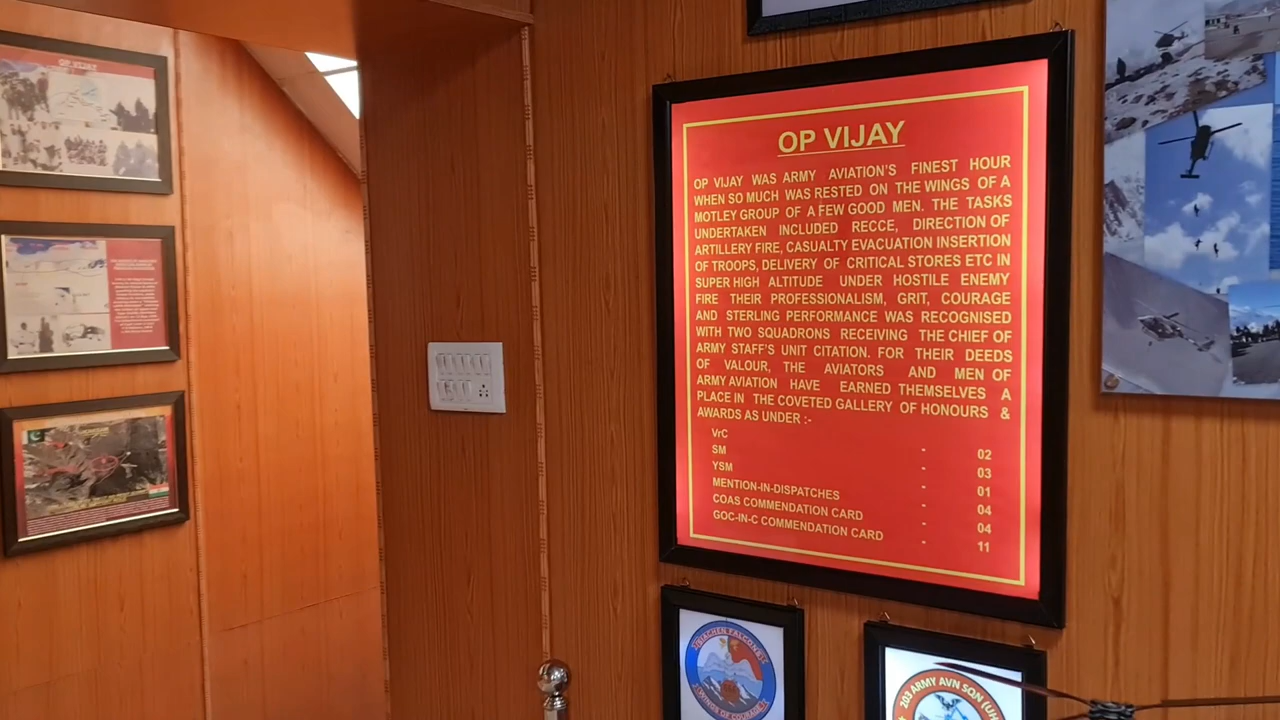 OP VIJAY
OP VIJAY
OP VIJAY WAS ARMY AVIATION'S FINEST HOUR
WHEN SO MUCH WAS RESTED ON THE WINGS OF A
MOTLEY GROUP OF A FEW GOOD MEN. THE TASKS
UNDERTAKEN INCLUDED RECCE, DIRECTION OF
ARTILLERY FIRE, CASUALTY EVACUATION INSERTION
OF TROOPS, DELIVERY OF CRITICAL STORES ETC IN
SUPER HIGH ALTITUDE UNDER HOSTILE ENEMY
FIRE THEIR PROFESSIONALISM, GRIT, COURAGE
AND STERLING PERFORMANCE WAS RECOGNISED
WITH TWO SQUADRONS RECEIVING THE CHIEF OF
ARMY STAFF'S UNIT CITATION. FOR THEIR DEEDS
OF VALOUR, THE AVIATORS AND MEN OF
ARMY AVIATION HAVE EARNED THEMSELVES A
PLACE IN THE COVETED GALLERY OF HONOURS &
AWARDS AS UNDER :-
VrC - 02
SM - 03
YSM - 01
MENTION-IN-DISPATCHES - 04
COAS COMMENDATION CARD - 04
GOC-IN-C COMMENDATION CARD - 11
SIACHEN FALCONS
WINGS OF COURAGE
203 ARMY AVN SQN (UH